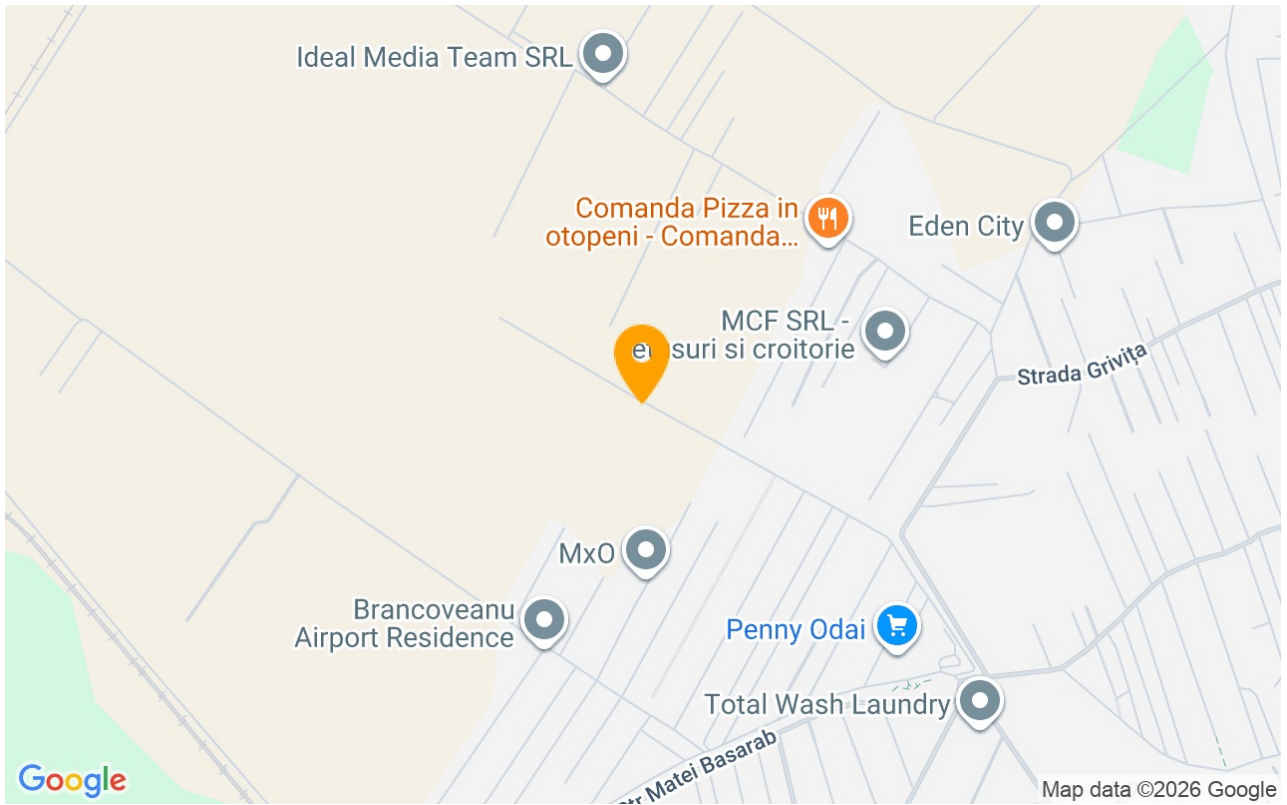 Ideal Media Team SRL
Comanda Pizza in
otopeni - Comanda...
Eden City
MCF SRL -
suri si croitorie
Strada Grivița
MxO
Brancoveanu
Airport Residence
Penny Odai
Total Wash Laundry
Str Matei Basarab
Google
Map data ©2026 Google